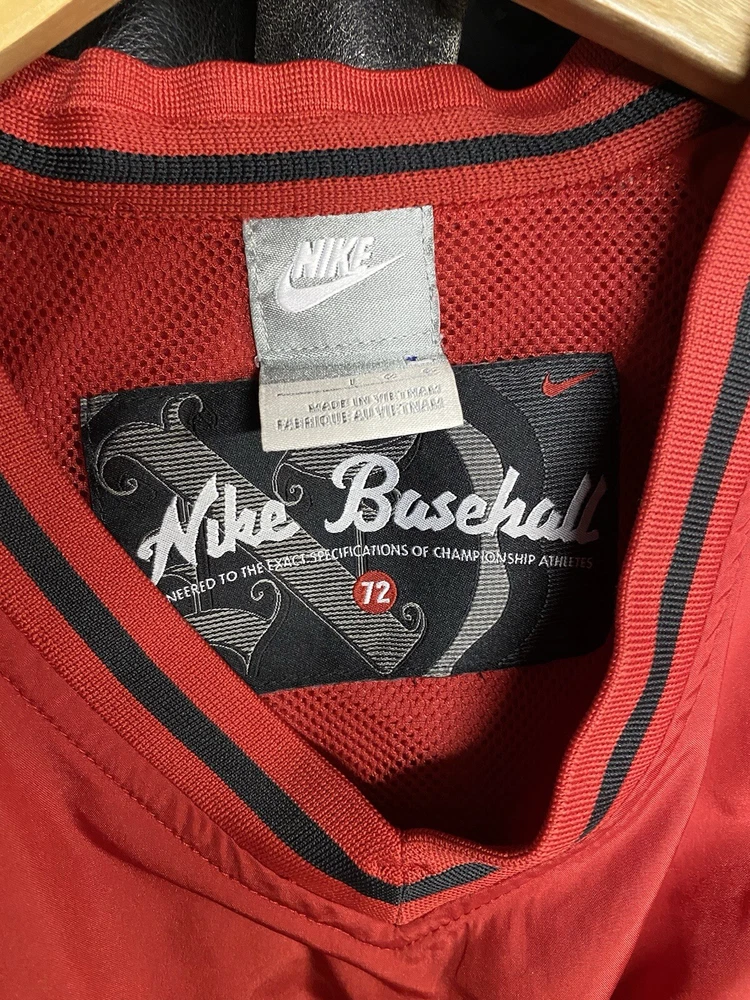 NIKE
MADE IN VIETNAM
FABRIQUE AU VIETNAM
Nike Baseball
NEERED TO THE EXACT SPECIFICATIONS OF CHAMPIONSHIP ATHLETES
72